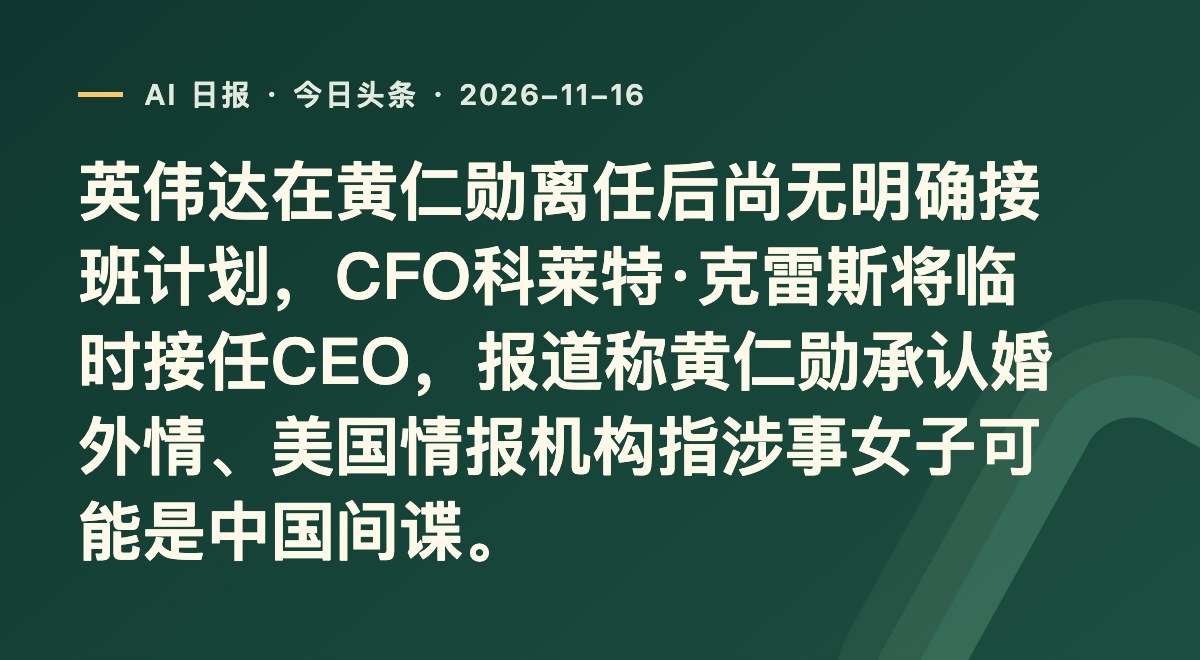 AI 日报 · 今日头条 · 2026-11-16
英伟达在黄仁勋离任后尚无明确接
班计划，CFO科莱特·克雷斯将临
时接任CEO，报道称黄仁勋承认婚
外情、美国情报机构指涉事女子可
能是中国间谍。